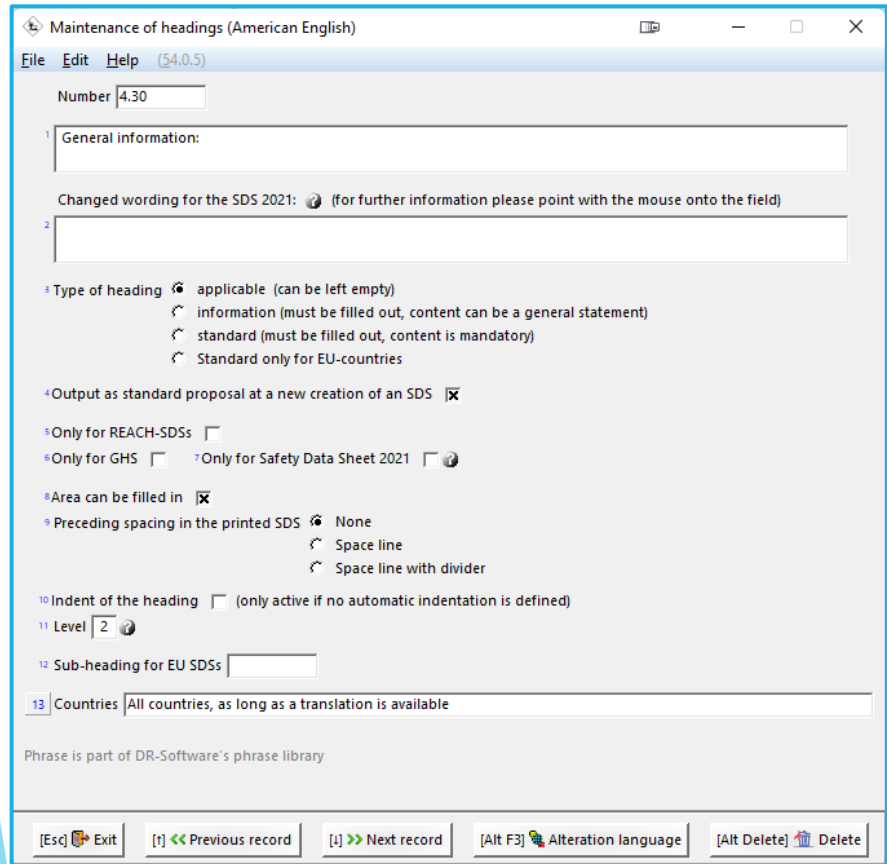 Maintenance of headings (American English)
File Edit Help (54.0.5)
Number 4.30
1 General information:
Changed wording for the SDS 2021: ? (for further information please point with the mouse onto the field)
2
3 Type of heading applicable (can be left empty)
information (must be filled out, content can be a general statement)
standard (must be filled out, content is mandatory)
Standard only for EU-countries
4 Output as standard proposal at a new creation of an SDS
5 Only for REACH-SDSs
6 Only for GHS 7 Only for Safety Data Sheet 2021 ?
8 Area can be filled in
9 Preceding spacing in the printed SDS None
Space line
Space line with divider
10 Indent of the heading (only active if no automatic indentation is defined)
11 Level 2 ?
12 Sub-heading for EU SDSs
13 Countries All countries, as long as a translation is available
Phrase is part of DR-Software's phrase library
[Esc] Exit [↑] << Previous record [↓] >> Next record [Alt F3] Alteration language [Alt Delete] Delete